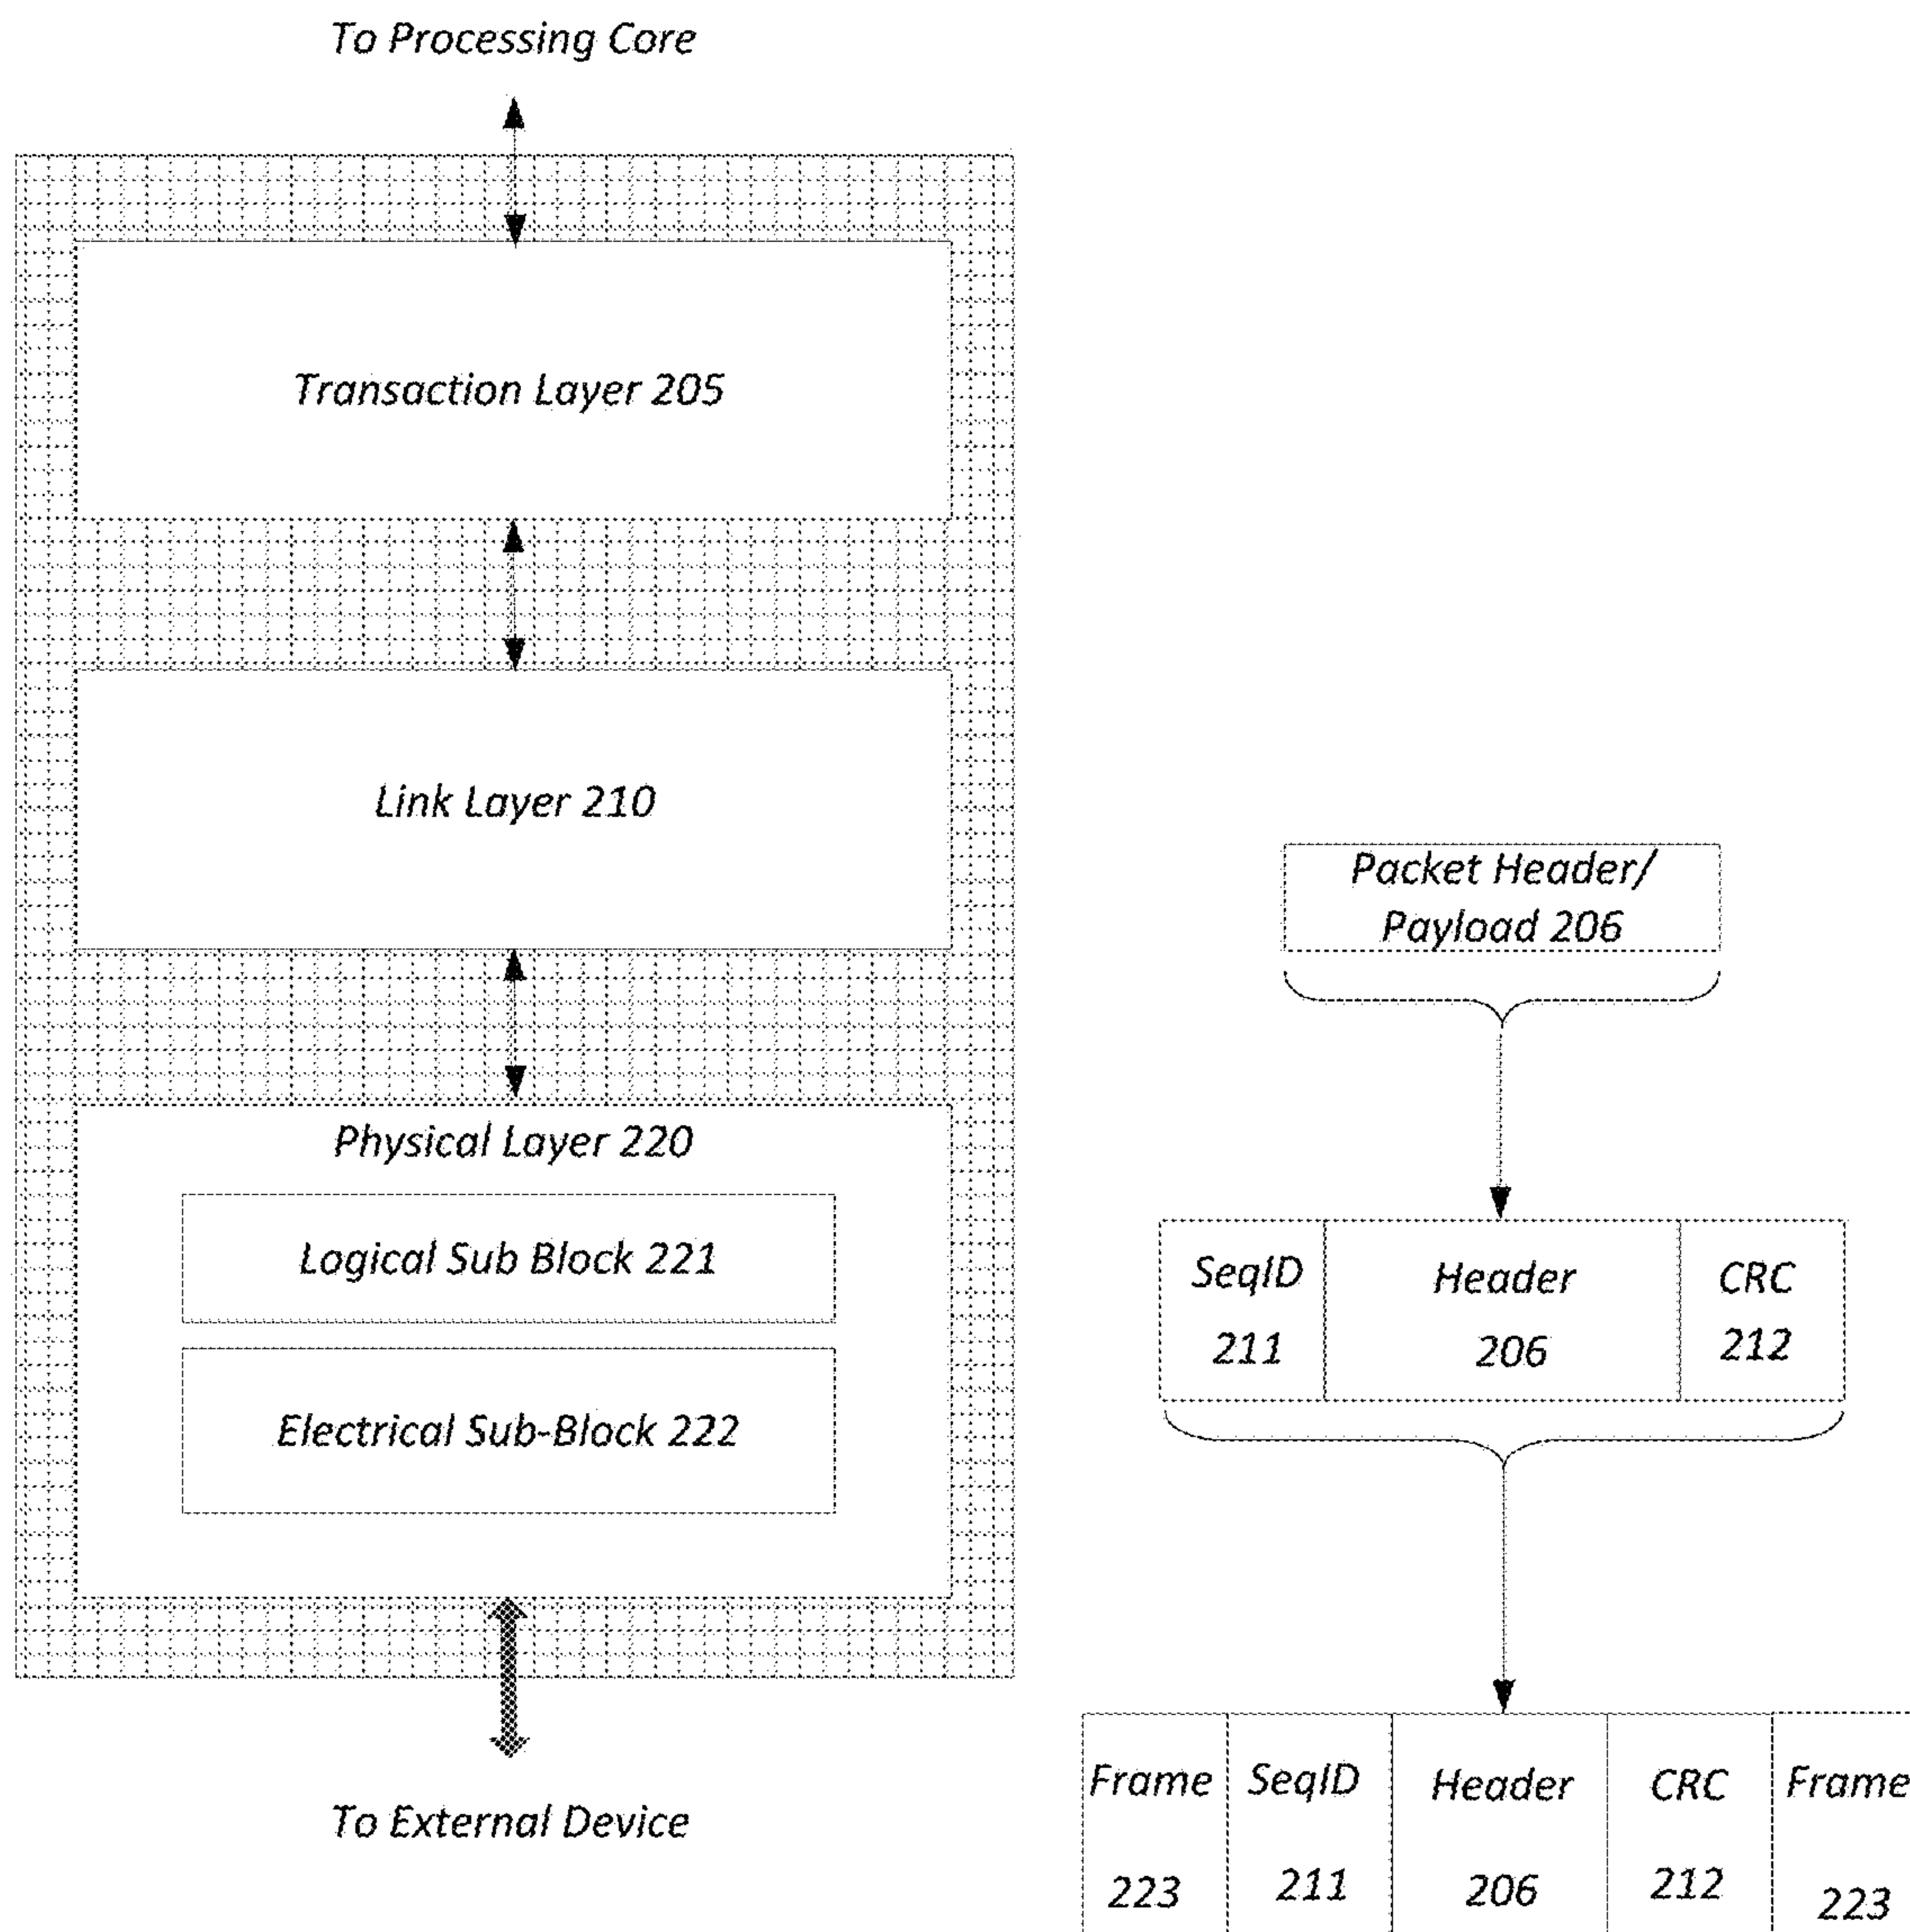 To Processing Core
Transaction Layer 205
Link Layer 210
Physical Layer 220
Logical Sub Block 221
Electrical Sub-Block 222
To External Device
Packet Header/
Payload 206
SeqID Header CRC
211 206 212
Frame SeqID Header CRC Frame
223 211 206 212 223